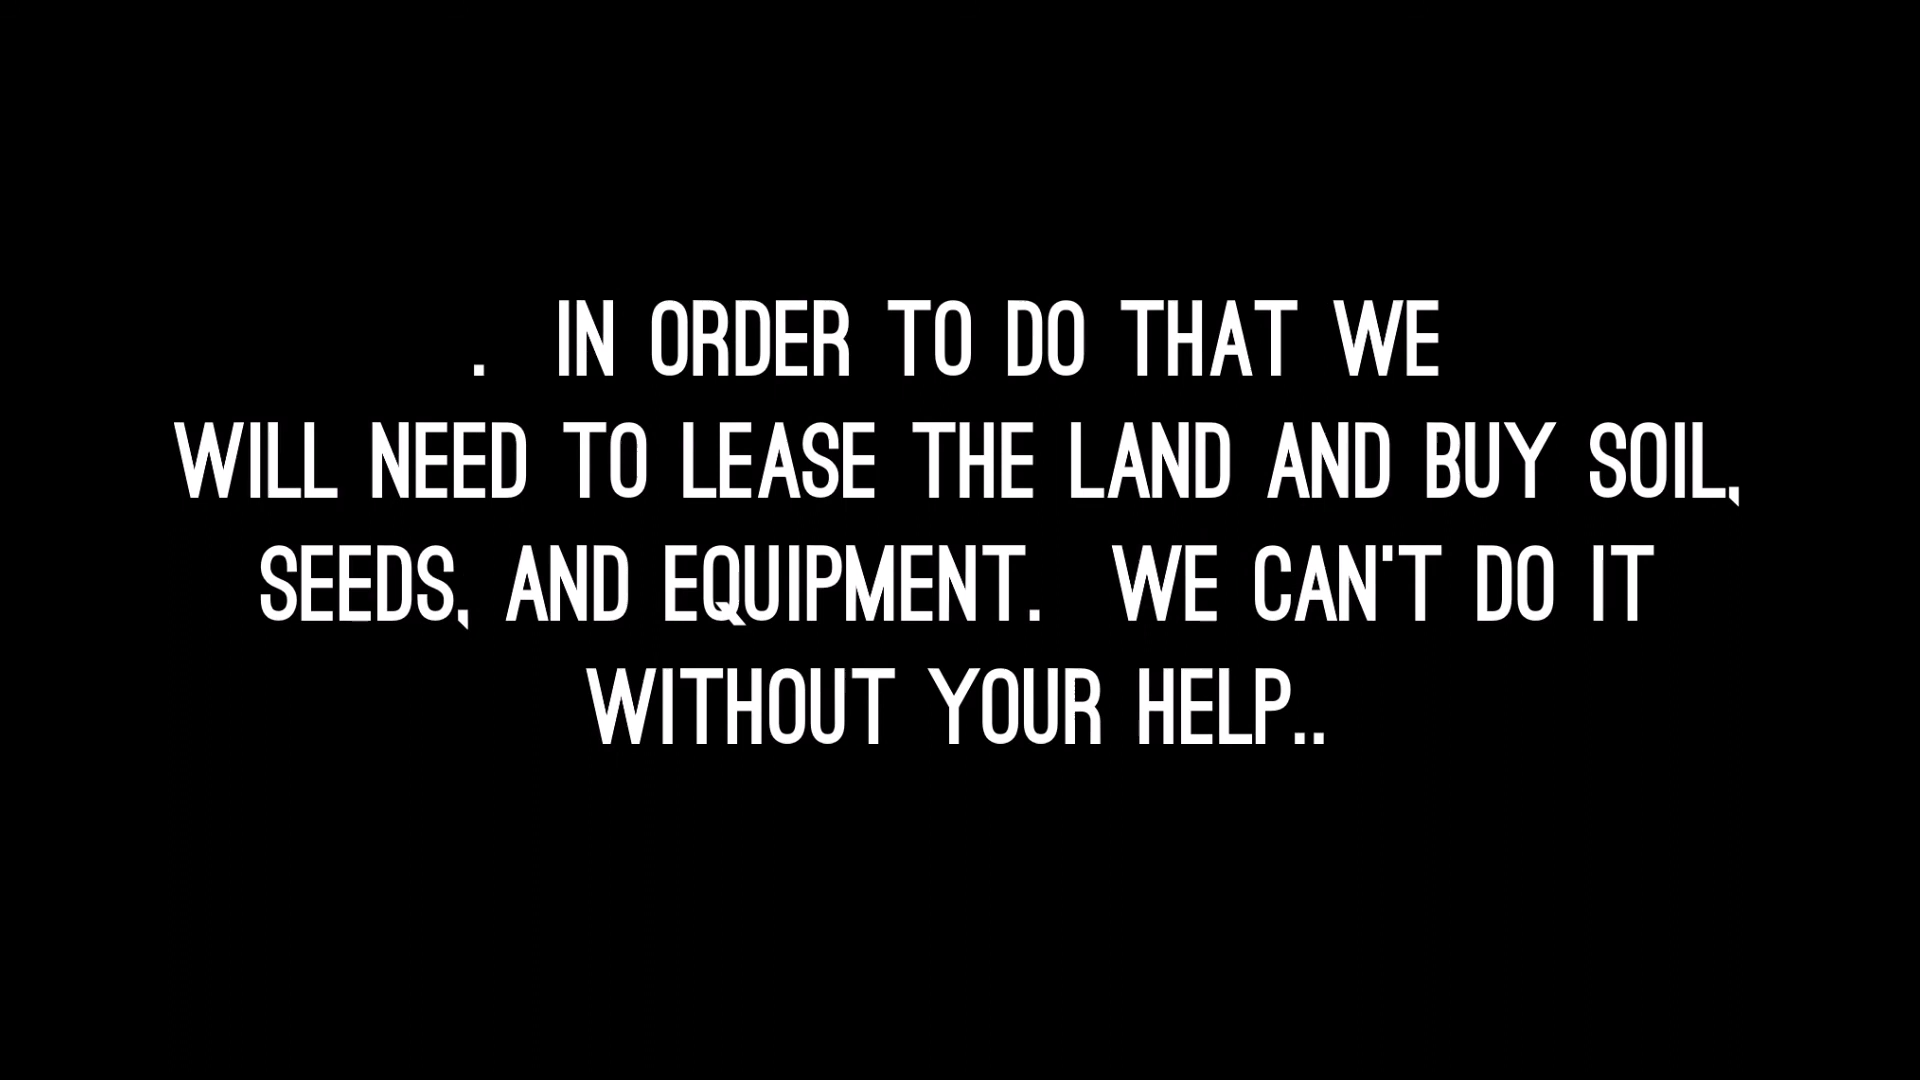 .  IN ORDER TO DO THAT WE
WILL NEED TO LEASE THE LAND AND BUY SOIL,
SEEDS, AND EQUIPMENT.  WE CAN'T DO IT
WITHOUT YOUR HELP..